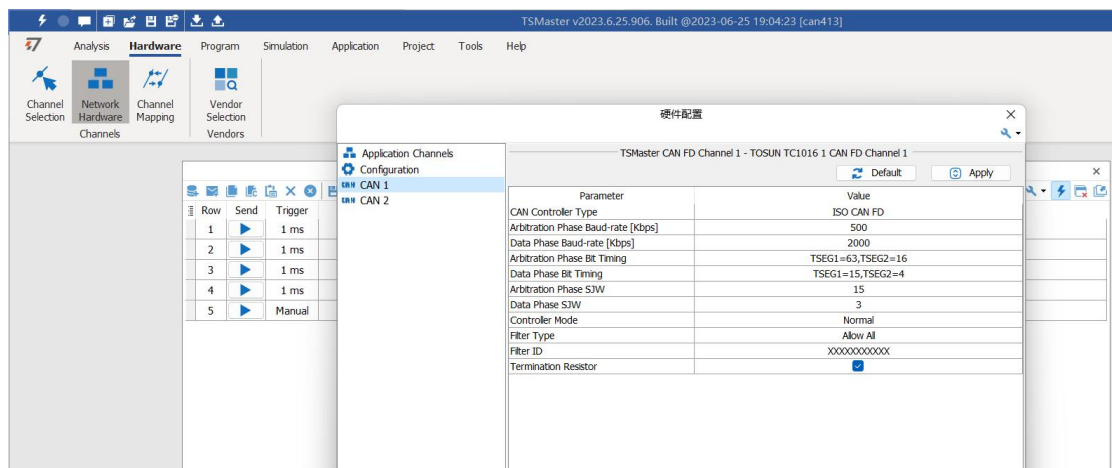 TSMaster v2023.6.25.906. Built @2023-06-25 19:04:23 [can413]
Analysis Hardware Program Simulation Application Project Tools Help
Channel Selection
Network Hardware
Channel Mapping
Vendor Selection
Channels
Vendors
硬件配置
Application Channels
Configuration
CAN CAN 1
CAN CAN 2
TSMaster CAN FD Channel 1 - TOSUN TC1016 1 CAN FD Channel 1
Default
Apply
Parameter Value
CAN Controller Type ISO CAN FD
Arbitration Phase Baud-rate [Kbps] 500
Data Phase Baud-rate [Kbps] 2000
Arbitration Phase Bit Timing TSEG1=63,TSEG2=16
Data Phase Bit Timing TSEG1=15,TSEG2=4
Arbitration Phase SJW 15
Data Phase SJW 3
Controller Mode Normal
Filter Type Allow All
Filter ID XXXXXXXXXXX
Termination Resistor
Row Send Trigger
1 1 ms
2 1 ms
3 1 ms
4 1 ms
5 Manual